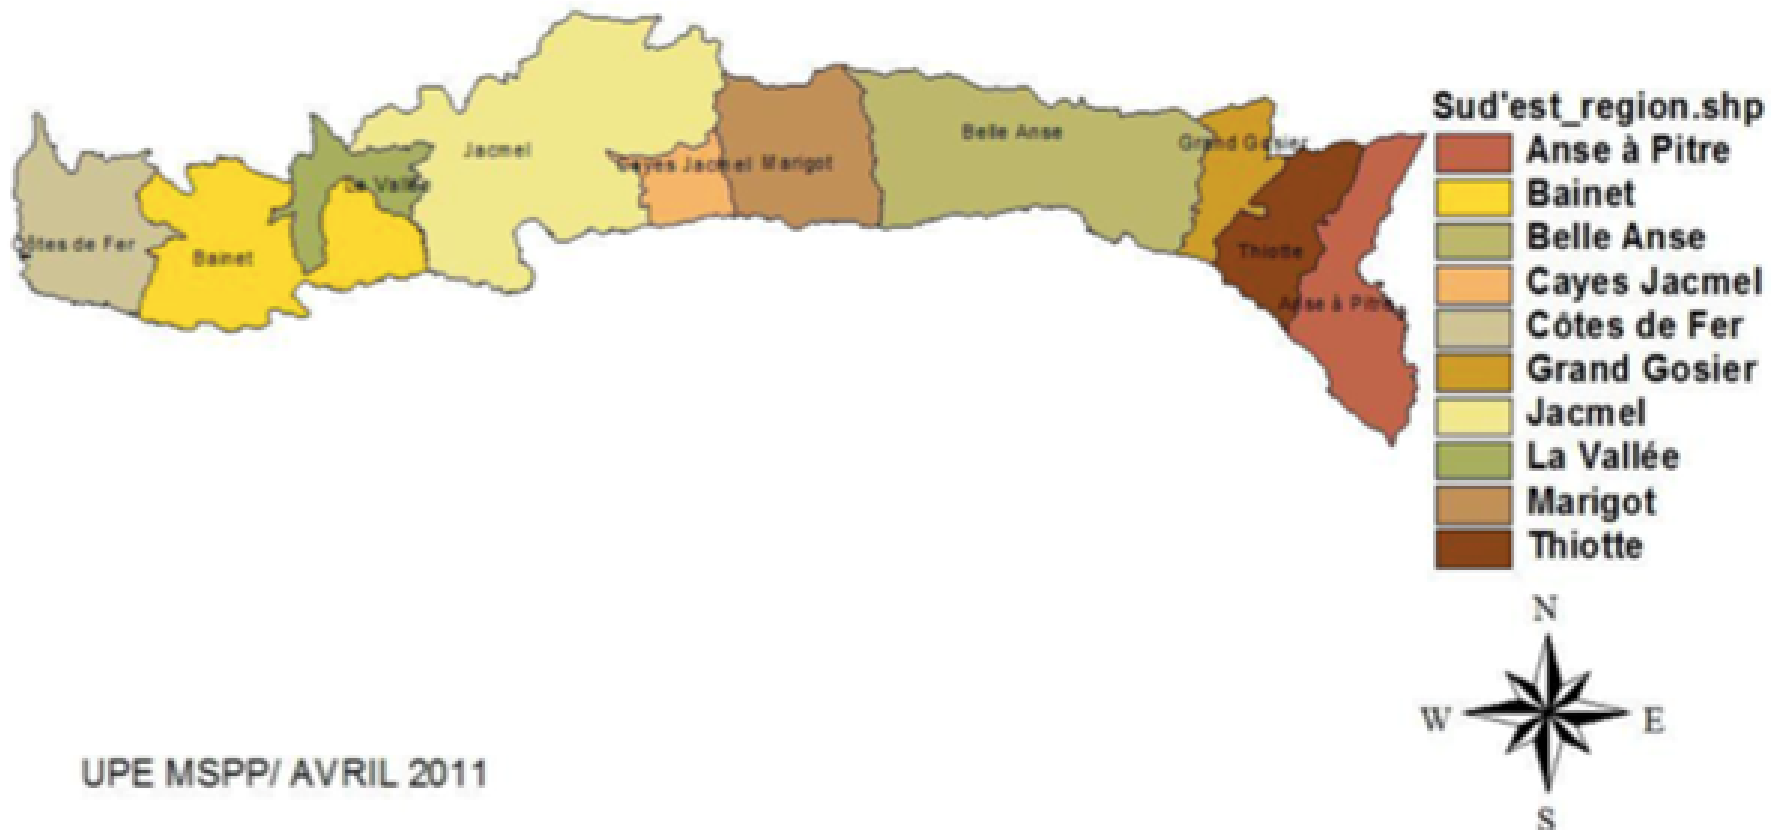 Jacmel
Cayes Jacmel
Marigot
Belle Anse
Grand Gosier
La Vallée
Côtes de Fer
Bainet
Thiotte
Anse à Pitre
Sud'est_region.shp
Anse à Pitre
Bainet
Belle Anse
Cayes Jacmel
Côtes de Fer
Grand Gosier
Jacmel
La Vallée
Marigot
Thiotte
N
W E
S
UPE MSPP/ AVRIL 2011